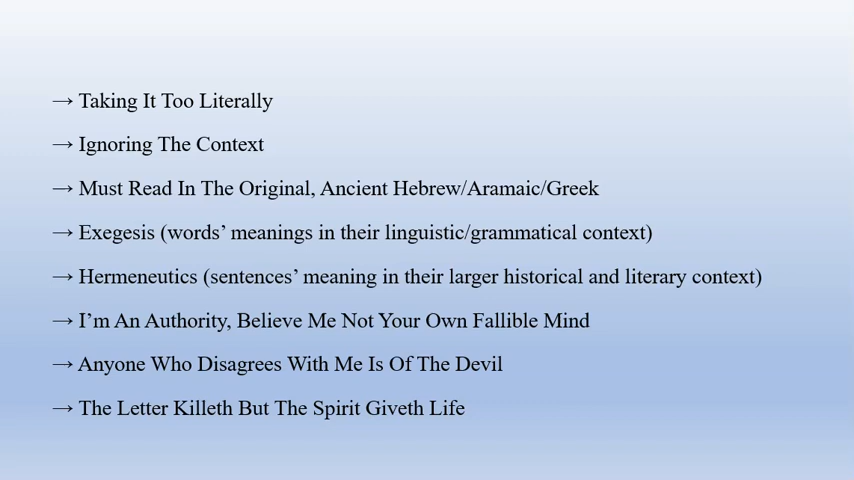 → Taking It Too Literally
→ Ignoring The Context
→ Must Read In The Original, Ancient Hebrew/Aramaic/Greek
→ Exegesis (words’ meanings in their linguistic/grammatical context)
→ Hermeneutics (sentences’ meaning in their larger historical and literary context)
→ I’m An Authority, Believe Me Not Your Own Fallible Mind
→ Anyone Who Disagrees With Me Is Of The Devil
→ The Letter Killeth But The Spirit Giveth Life